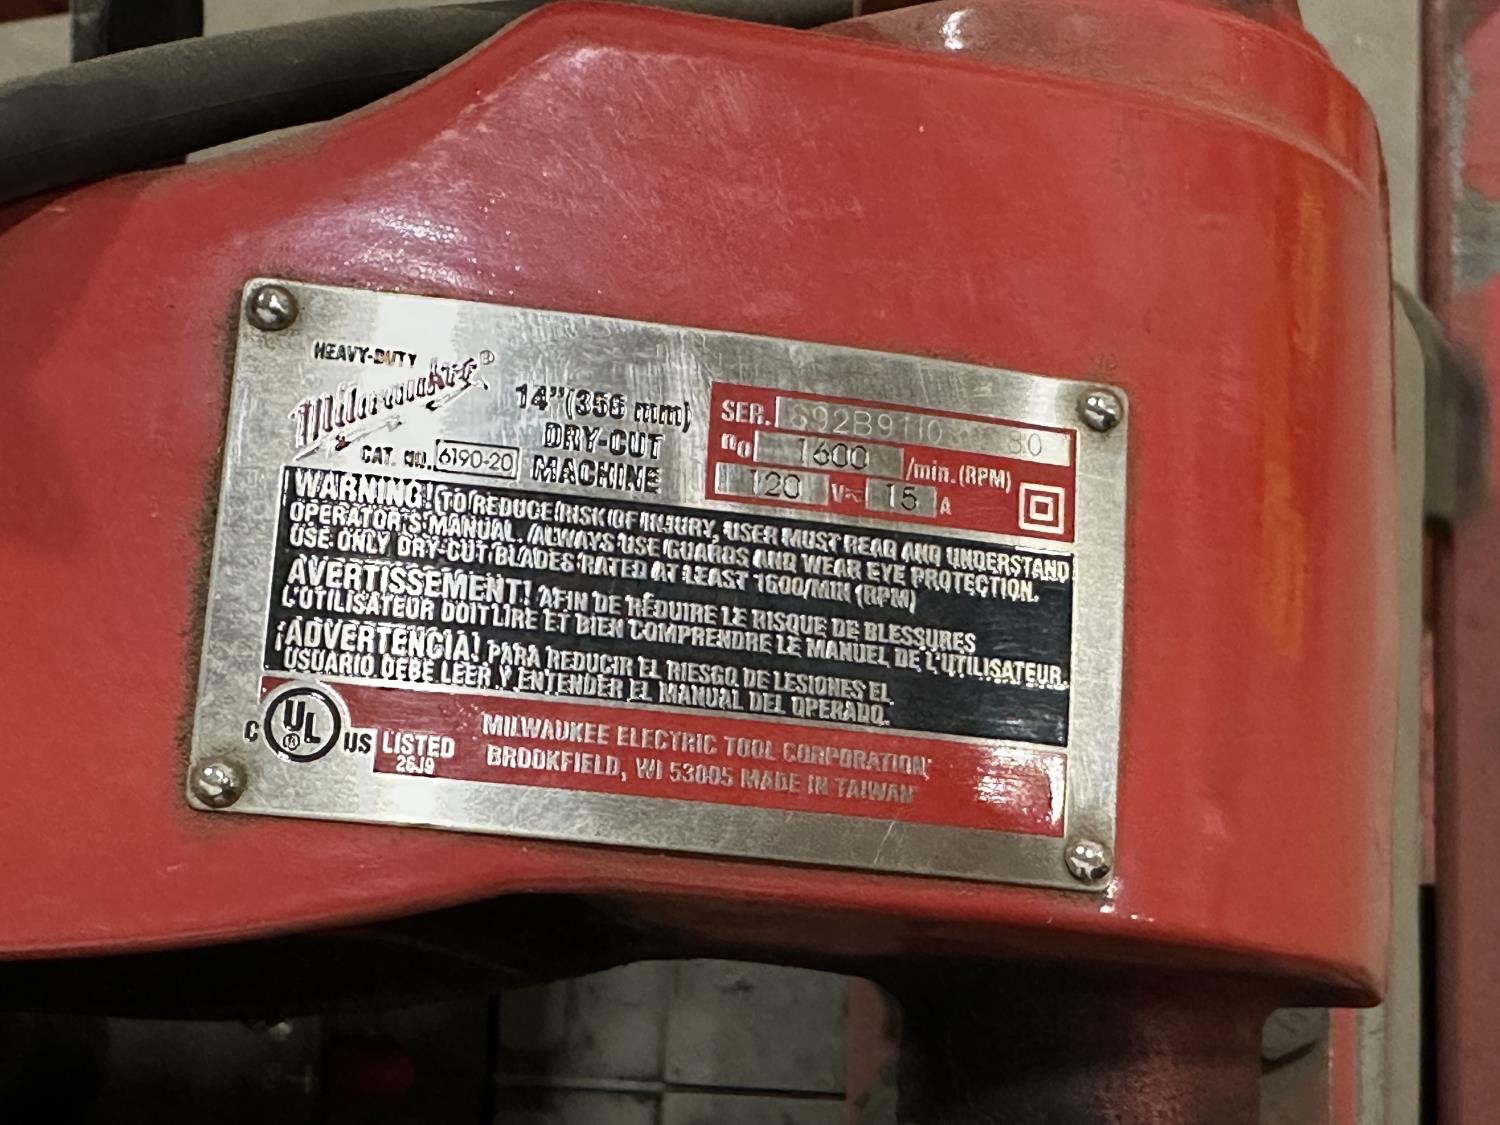 HEAVY-DUTY
Milwaukee®
CAT. NO. 6190-20
14"(356 mm)
DRY-CUT
MACHINE
SER.
no 1600 /min.(RPM)
120 V~ 15 A
WARNING! TO REDUCE RISK OF INJURY, USER MUST READ AND UNDERSTAND
OPERATOR'S MANUAL. ALWAYS USE GUARDS AND WEAR EYE PROTECTION.
USE ONLY DRY-CUT BLADES RATED AT LEAST 1600/MIN (RPM)
AVERTISSEMENT! AFIN DE RÉDUIRE LE RISQUE DE BLESSURES
L'UTILISATEUR DOIT LIRE ET BIEN COMPRENDRE LE MANUEL DE L'UTILISATEUR.
¡ADVERTENCIA! PARA REDUCIR EL RIESGO DE LESIONES EL
USUARIO DEBE LEER Y ENTENDER EL MANUAL DEL OPERADO.
C UL US LISTED
26J9
MILWAUKEE ELECTRIC TOOL CORPORATION
BROOKFIELD, WI 53005 MADE IN TAIWAN